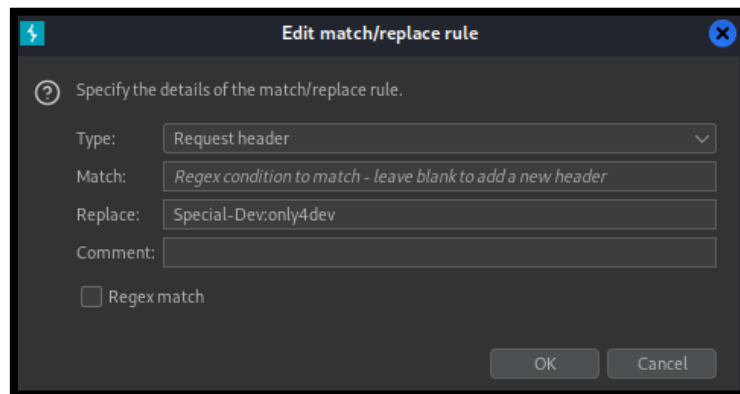 Edit match/replace rule
Specify the details of the match/replace rule.
Type: Request header
Match: Regex condition to match - leave blank to add a new header
Replace: Special-Dev:only4dev
Comment:
Regex match
OK Cancel